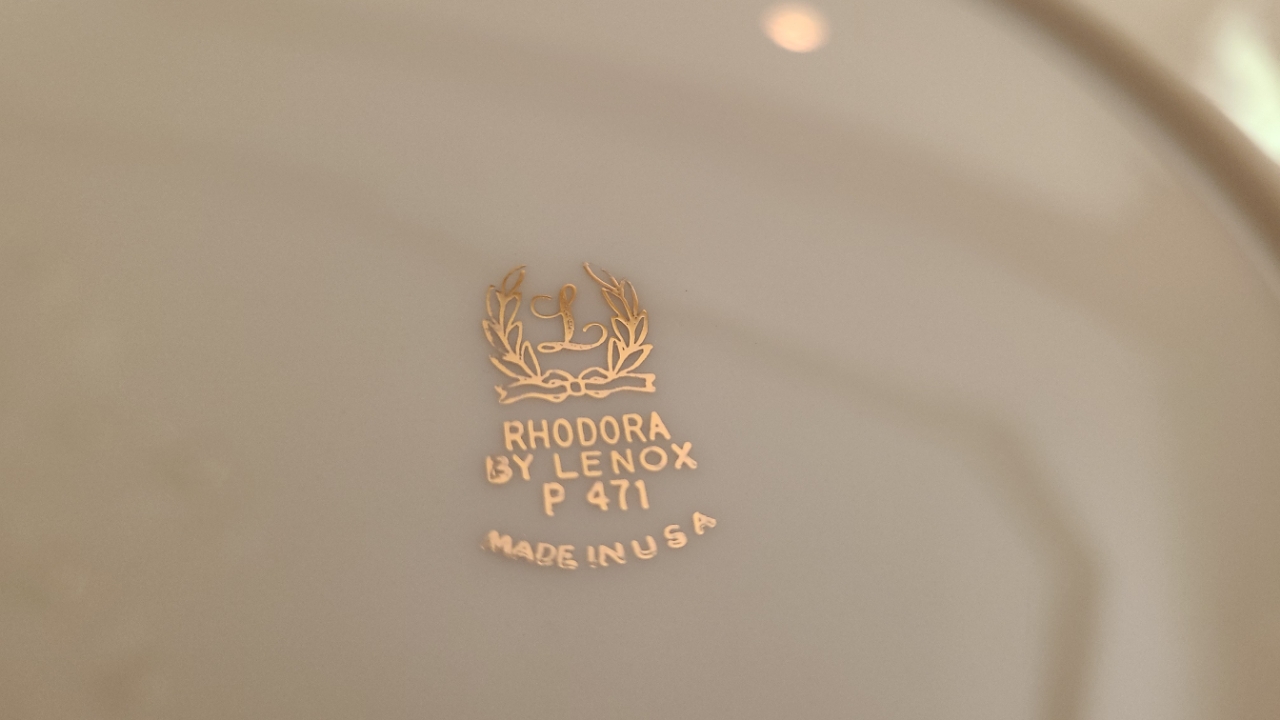 L
RHODORA
BY LENOX
P 471
MADE IN USA